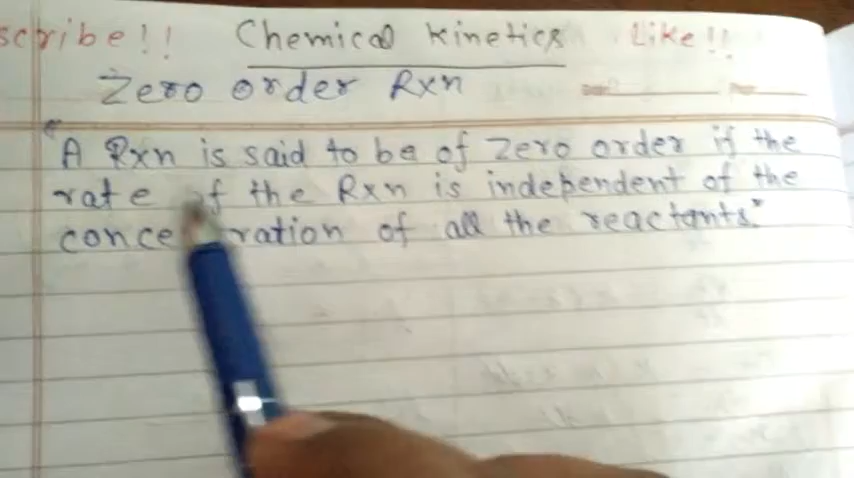 scribe!! Chemical Kinetics Like!!
Zero order Rxn
"A Rxn is said to be of zero order if the
rate of the Rxn is independent of the
concentration of all the reactants"